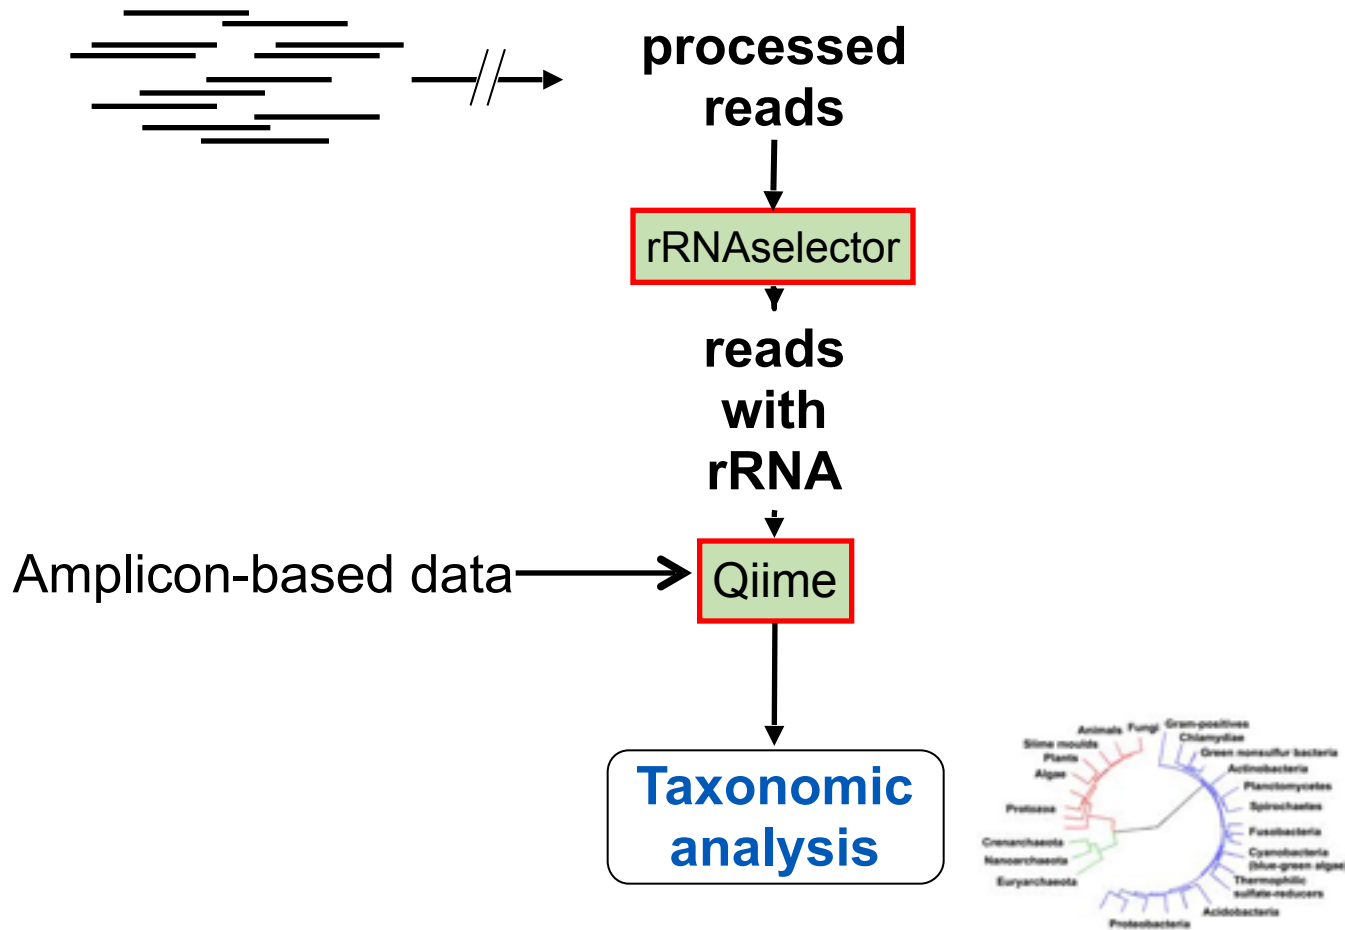 processed
reads
rRNAselector
reads
with
rRNA
Amplicon-based data
Qiime
Taxonomic
analysis
Animals
Fungi
Gram-positives
Slime moulds
Chlamydiae
Plants
Green nonsulfur bacteria
Algae
Actinobacteria
Planctomycetes
Protozoa
Spirochaetes
Fusobacteria
Crenarchaeota
Cyanobacteria
(blue-green algae)
Nanoarchaeota
Euryarchaeota
Thermophilic
sulfate-reducers
Acidobacteria
Proteobacteria